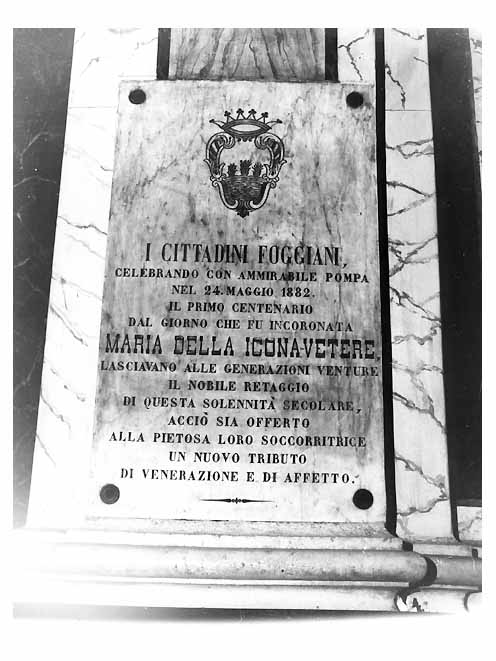 I CITTADINI FOGGIANI,
CELEBRANDO CON AMMIRABILE POMPA
NEL 24. MAGGIO 1882.
IL PRIMO CENTENARIO
DAL GIORNO CHE FU INCORONATA
MARIA DELLA ICONA-VETERE,
LASCIAVANO ALLE GENERAZIONI VENTURE
IL NOBILE RETAGGIO
DI QUESTA SOLENNITÀ SECOLARE,
ACCIÒ SIA OFFERTO
ALLA PIETOSA LORO SOCCORRITRICE
UN NUOVO TRIBUTO
DI VENERAZIONE E DI AFFETTO.